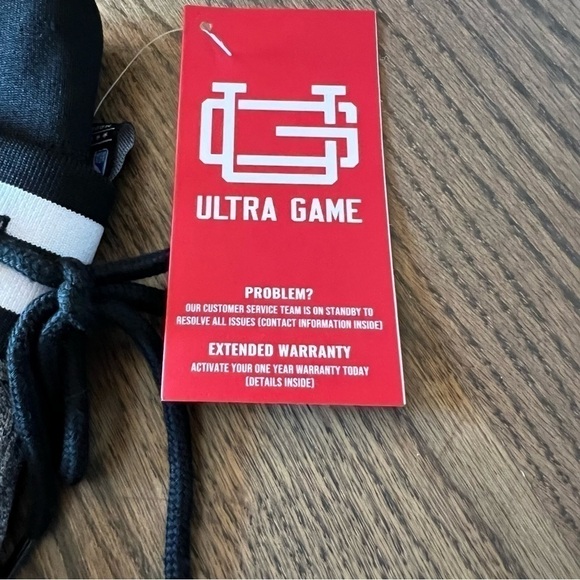 UG
ULTRA GAME
PROBLEM?
OUR CUSTOMER SERVICE TEAM IS ON STANDBY TO
RESOLVE ALL ISSUES (CONTACT INFORMATION INSIDE)
EXTENDED WARRANTY
ACTIVATE YOUR ONE YEAR WARRANTY TODAY
(DETAILS INSIDE)